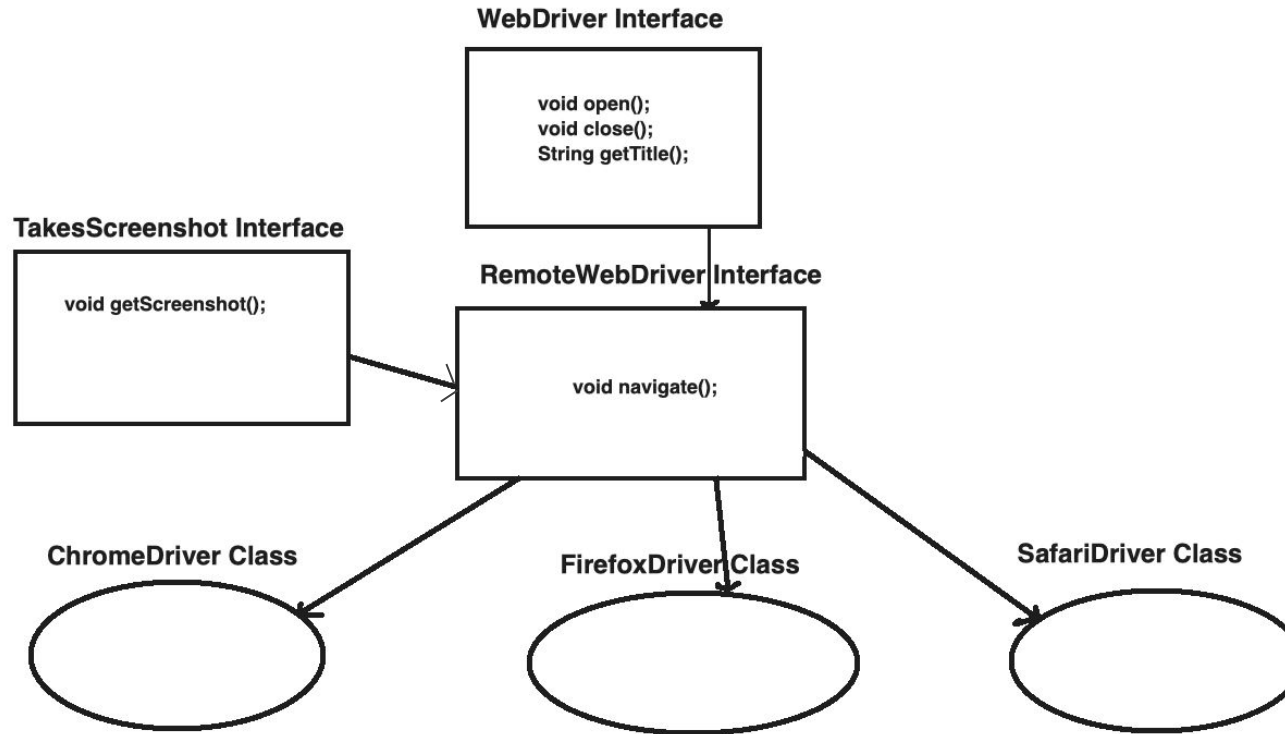 WebDriver Interface
void open();
void close();
String getTitle();
TakesScreenshot Interface
void getScreenshot();
RemoteWebDriver Interface
void navigate();
ChromeDriver Class
FirefoxDriver Class
SafariDriver Class